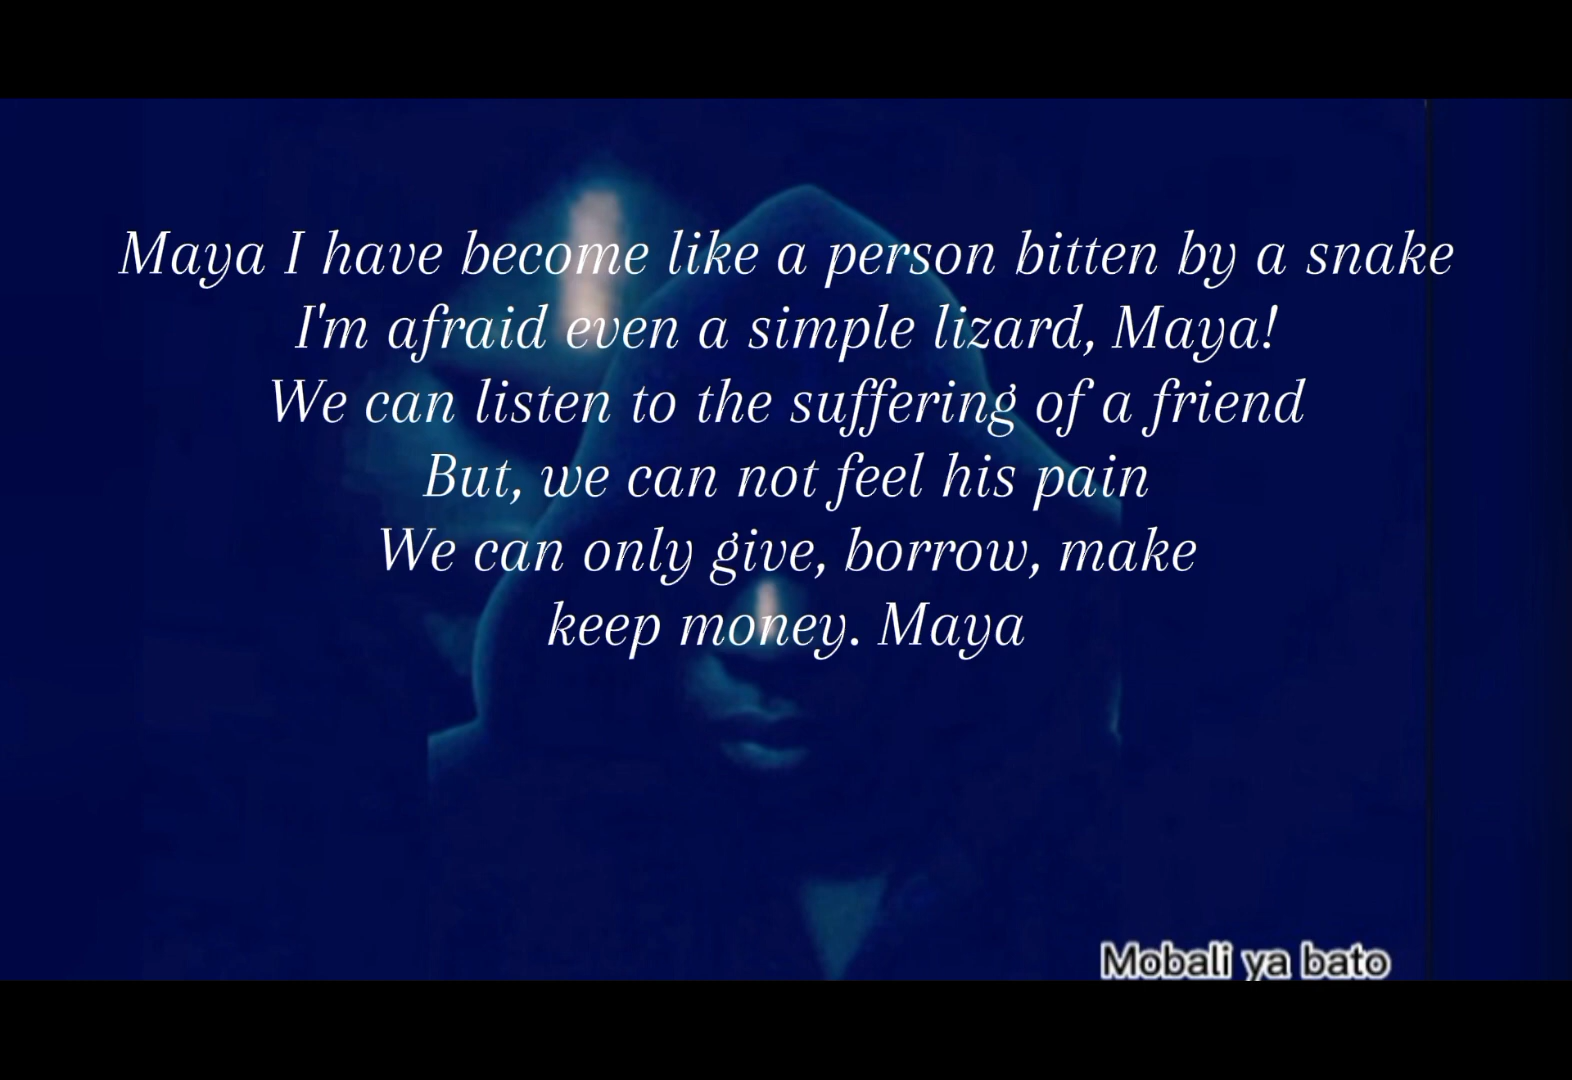 Maya I have become like a person bitten by a snake
I'm afraid even a simple lizard, Maya!
We can listen to the suffering of a friend
But, we can not feel his pain
We can only give, borrow, make
keep money. Maya
Mobali ya bato